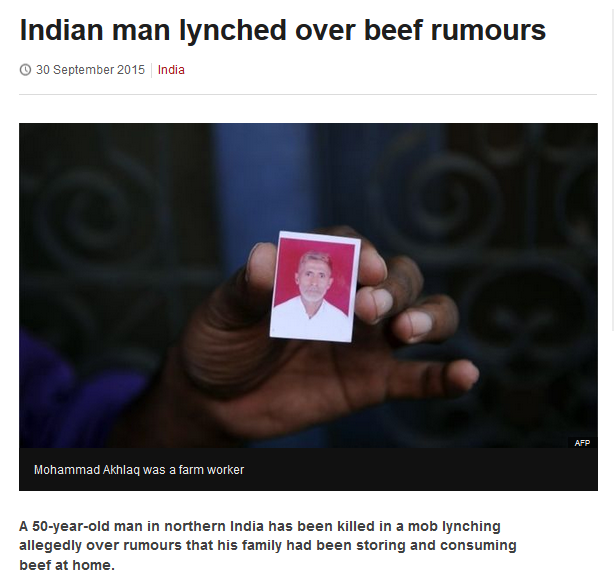 Indian man lynched over beef rumours
30 September 2015 India
AFP
Mohammad Akhlaq was a farm worker
A 50-year-old man in northern India has been killed in a mob lynching
allegedly over rumours that his family had been storing and consuming
beef at home.